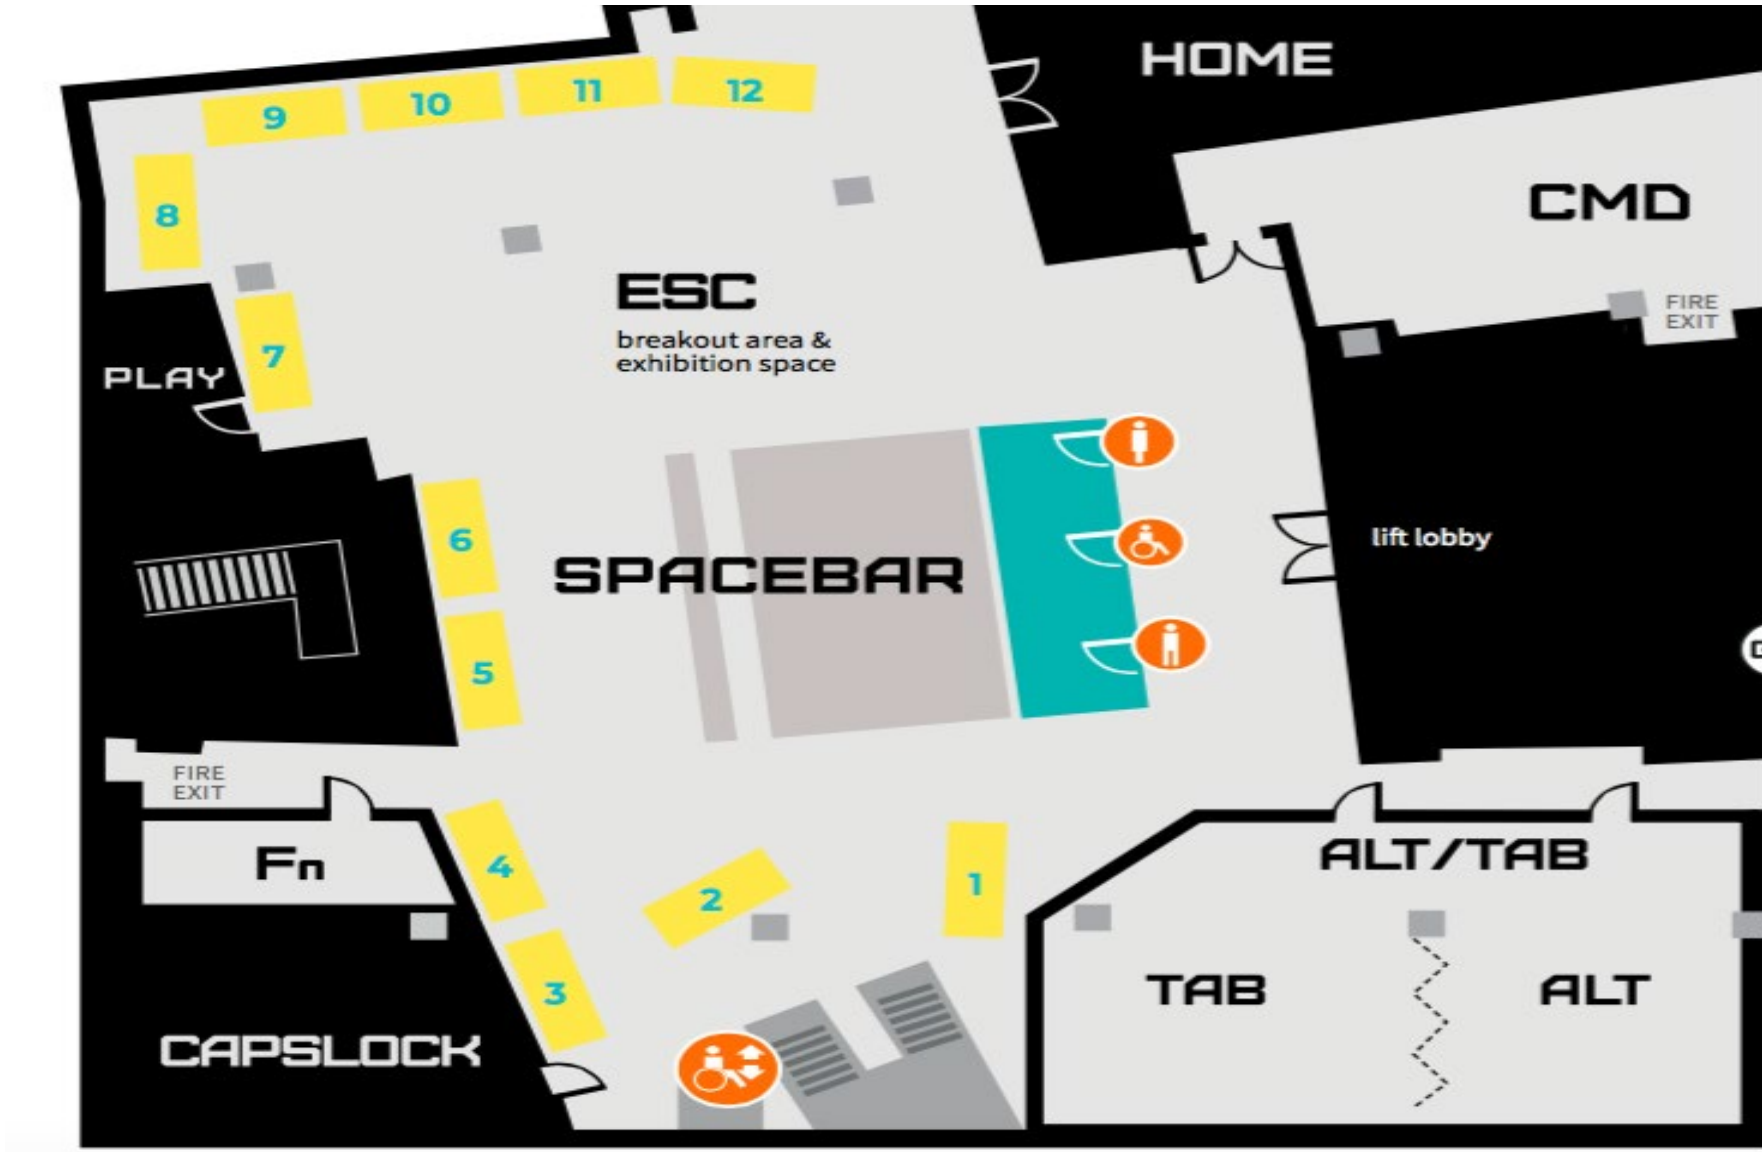 HOME
9
10
11
12
CMD
8
ESC
breakout area &
exhibition space
FIRE
EXIT
7
PLAY
6
SPACEBAR
lift lobby
5
FIRE
EXIT
Fn
4
2
1
ALT/TAB
3
TAB
ALT
CAPSLOCK